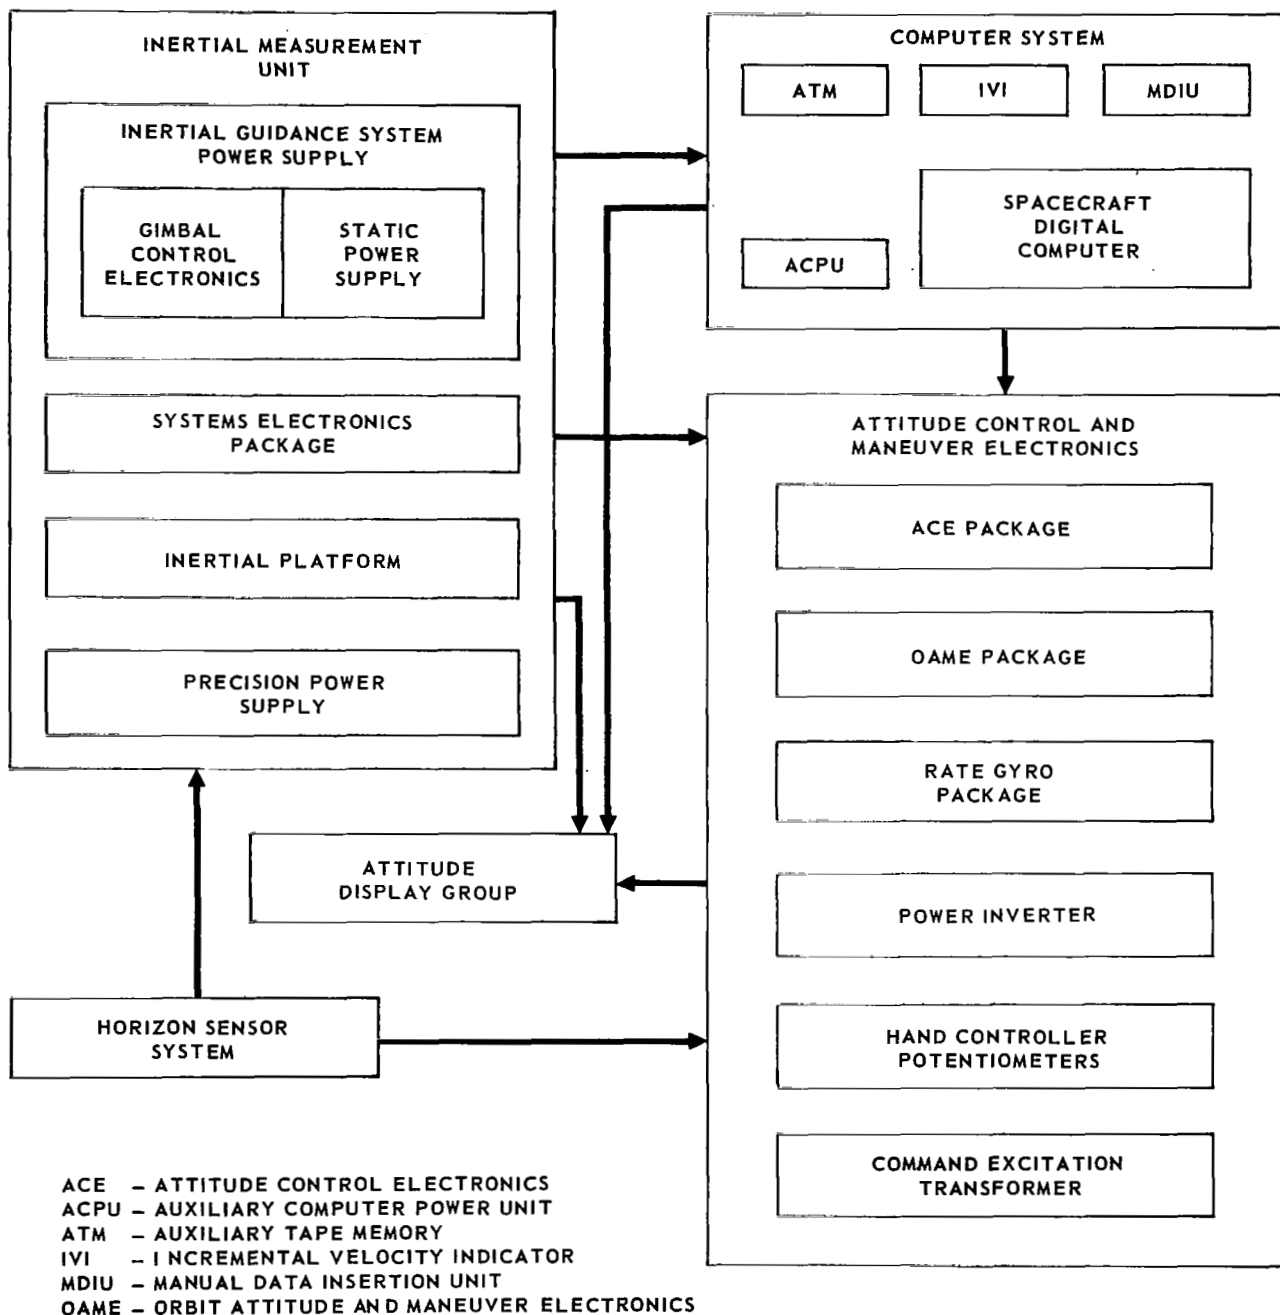 INERTIAL MEASUREMENT
UNIT
INERTIAL GUIDANCE SYSTEM
POWER SUPPLY
GIMBAL
CONTROL
ELECTRONICS
STATIC
POWER
SUPPLY
SYSTEMS ELECTRONICS
PACKAGE
INERTIAL PLATFORM
PRECISION POWER
SUPPLY
COMPUTER SYSTEM
ATM
IVI
MDIU
SPACECRAFT
DIGITAL
COMPUTER
ACPU
ATTITUDE CONTROL AND
MANEUVER ELECTRONICS
ACE PACKAGE
OAME PACKAGE
RATE GYRO
PACKAGE
POWER INVERTER
HAND CONTROLLER
POTENTIOMETERS
COMMAND EXCITATION
TRANSFORMER
ATTITUDE
DISPLAY GROUP
HORIZON SENSOR
SYSTEM
ACE – ATTITUDE CONTROL ELECTRONICS
ACPU – AUXILIARY COMPUTER POWER UNIT
ATM – AUXILIARY TAPE MEMORY
IVI – INCREMENTAL VELOCITY INDICATOR
MDIU – MANUAL DATA INSERTION UNIT
OAME – ORBIT ATTITUDE AND MANEUVER ELECTRONICS